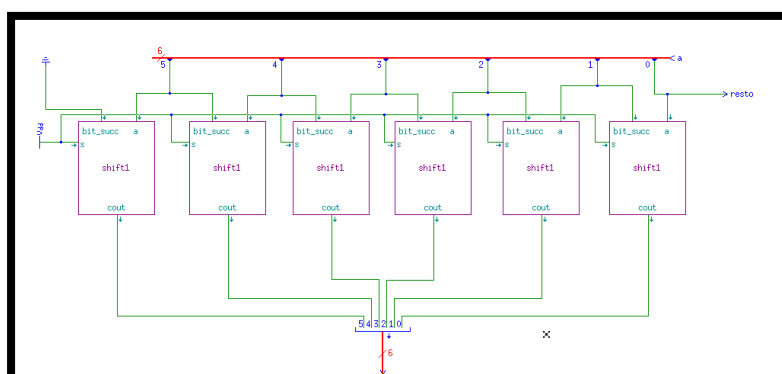 6
5 4 3 2 1 0 a
resto
Vdd
bit_succ a bit_succ a bit_succ a bit_succ a bit_succ a bit_succ a
s s s s s s
shift1 shift1 shift1 shift1 shift1 shift1
cout cout cout cout cout cout
5 4 3 2 1 0
6